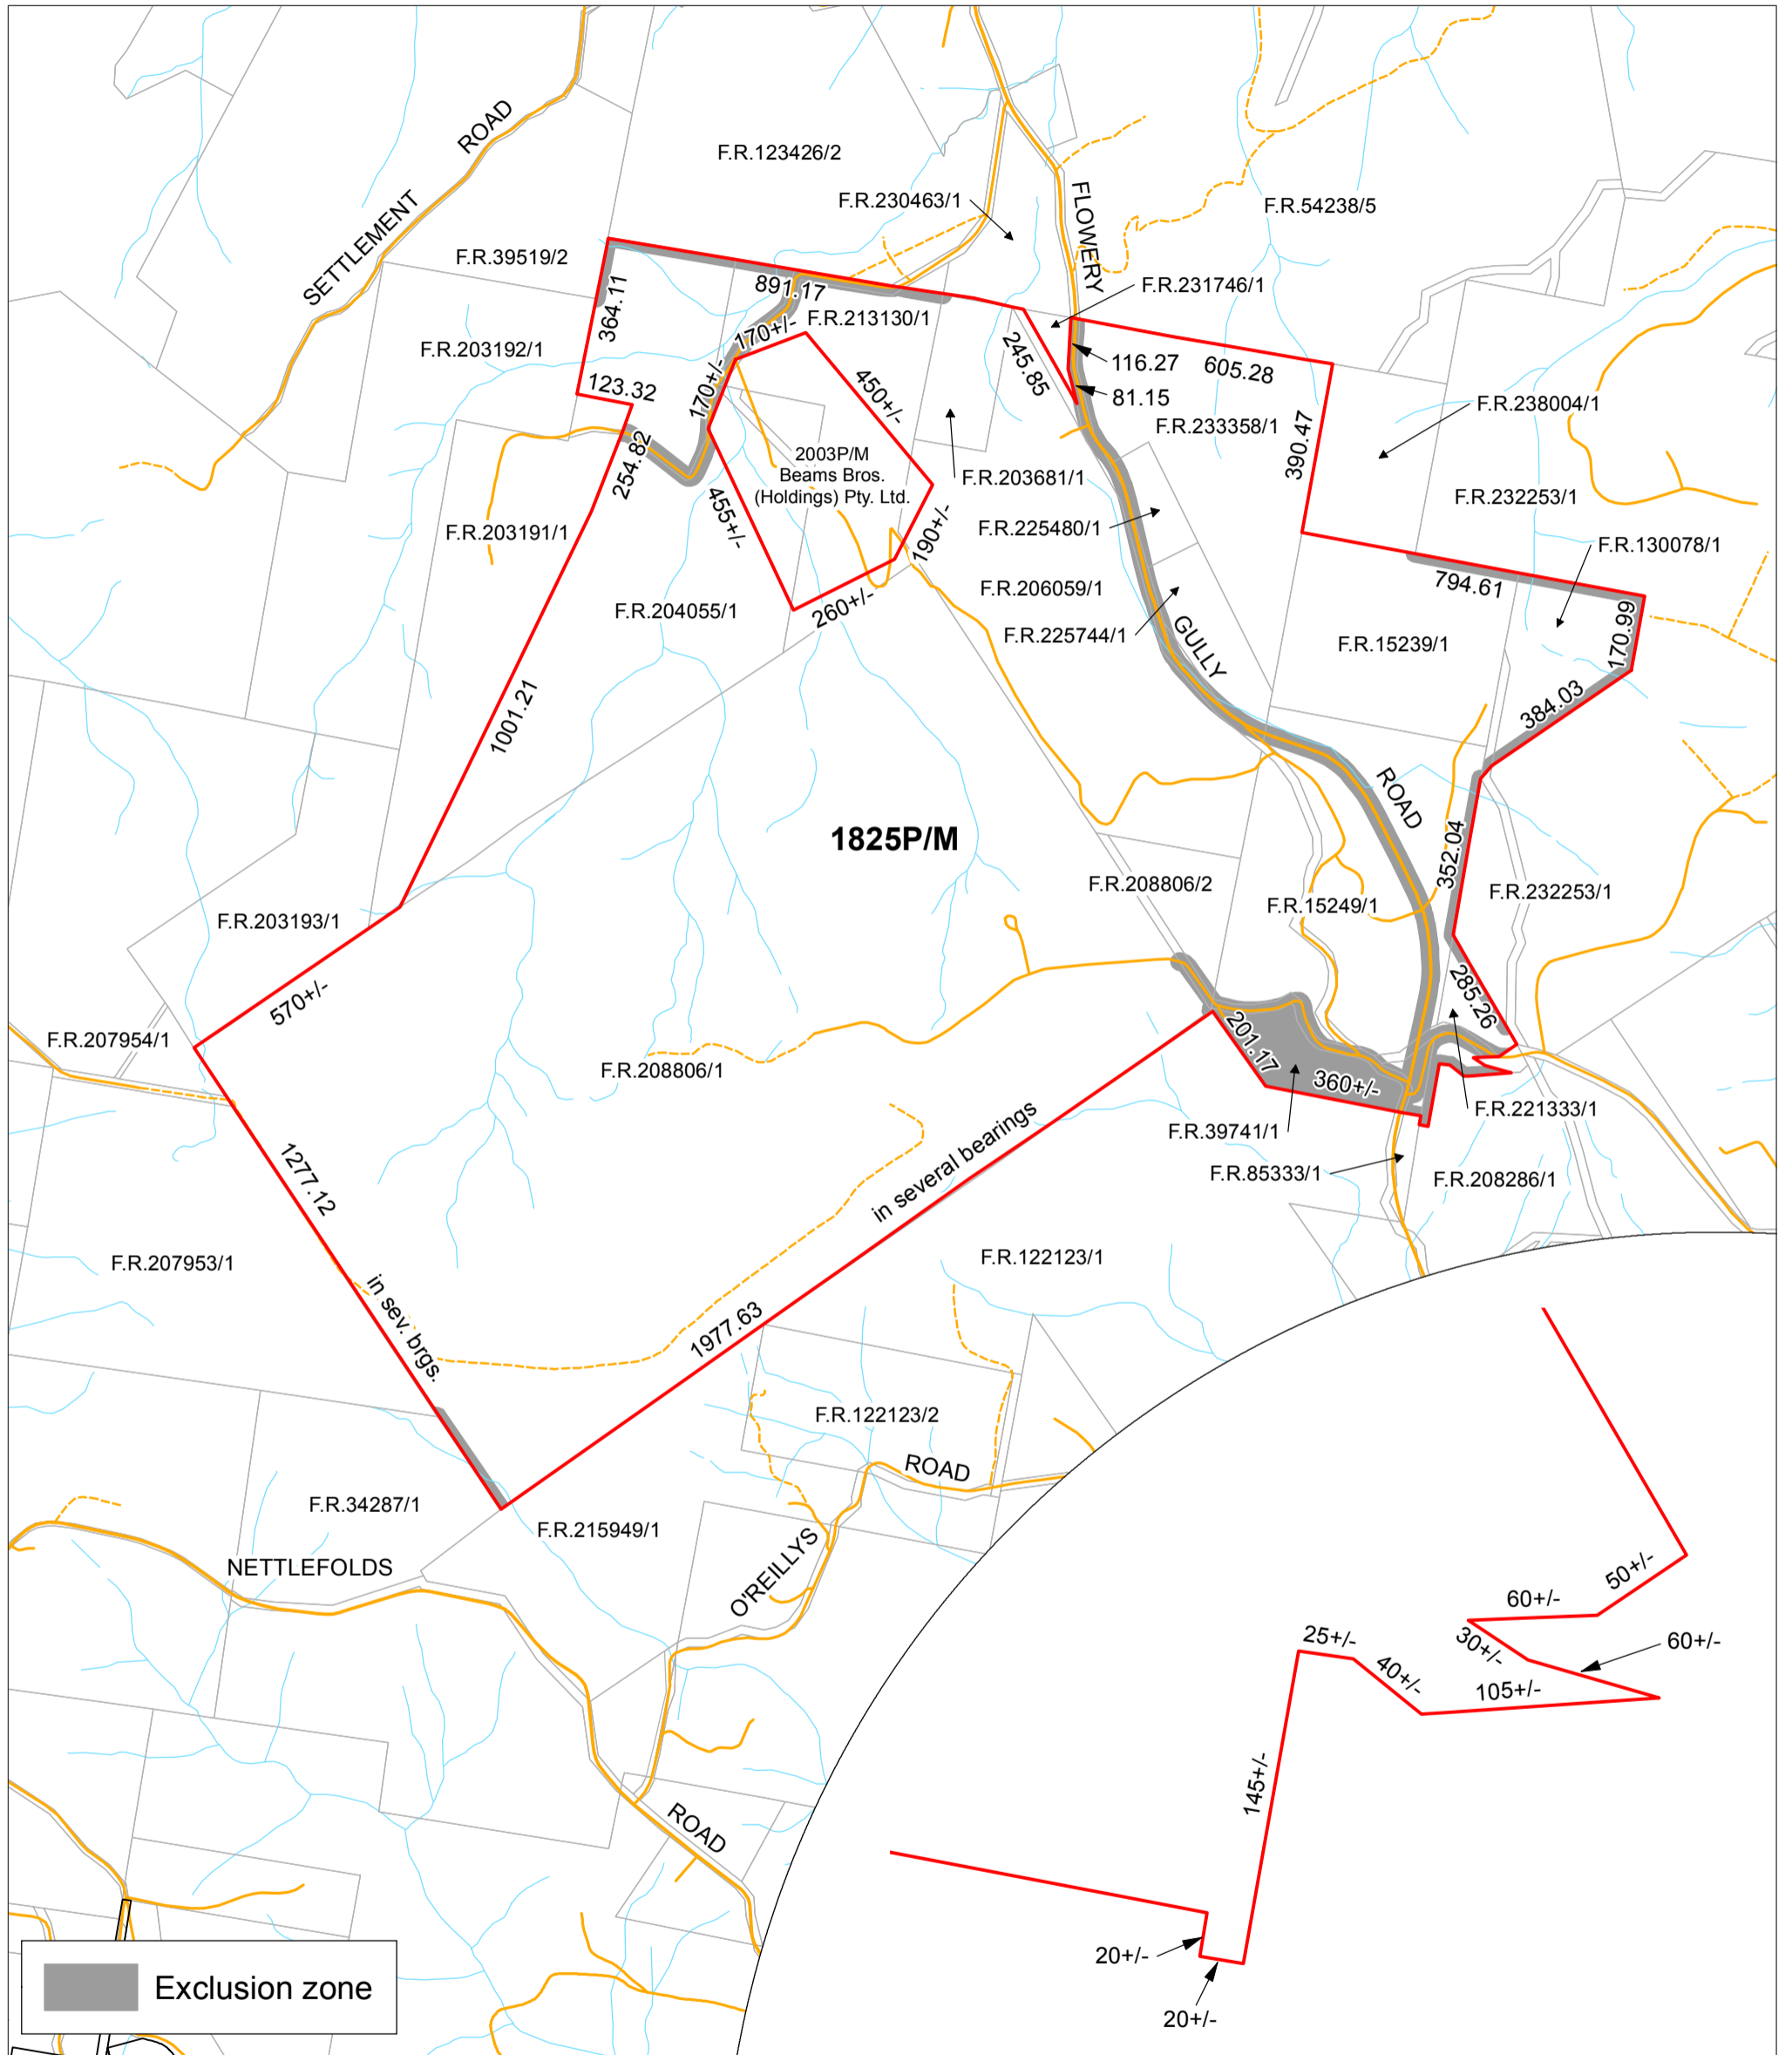 SETTLEMENT
ROAD
F.R.123426/2
F.R.230463/1
FLOWERY
F.R.54238/5
F.R.39519/2
364.11
891.17
F.R.231746/1
F.R.213130/1
170+/-
F.R.203192/1
245.85
116.27
605.28
123.32
170+/-
450+/-
81.15
F.R.238004/1
F.R.233358/1
390.47
254.82
2003P/M
Beams Bros.
(Holdings) Pty. Ltd.
F.R.203681/1
F.R.232253/1
455+/-
F.R.203191/1
190+/-
F.R.225480/1
F.R.130078/1
794.61
F.R.206059/1
260+/-
F.R.204055/1
F.R.225744/1
GULLY
F.R.15239/1
170.99
1001.21
384.03
ROAD
1825P/M
352.04
F.R.208806/2
F.R.232253/1
F.R.15249/1
F.R.203193/1
570+/-
285.26
F.R.207954/1
201.17
F.R.208806/1
360+/-
F.R.221333/1
F.R.39741/1
in several bearings
F.R.85333/1
F.R.208286/1
1277.12
F.R.207953/1
F.R.122123/1
in sev. brgs.
1977.63
F.R.122123/2
ROAD
F.R.34287/1
F.R.215949/1
NETTLEFOLDS
O'REILLYS
50+/-
60+/-
25+/-
30+/-
60+/-
40+/-
105+/-
145+/-
ROAD
20+/-
20+/-
Exclusion zone